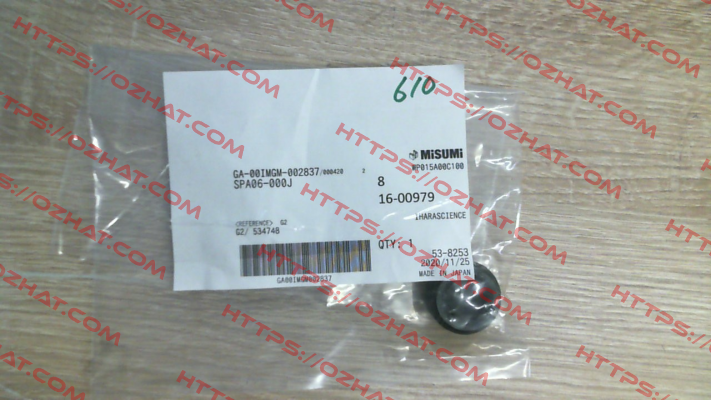 610
MiSUMi
MP015A00C100
GA-00IMGM-002837/000420 2
SPA06-000J
8
16-00979
IHARASCIENCE
<REFERENCE> G2
G2/ 534748
QTY: 1
53-8253
2020/11/25
MADE IN JAPAN
GA00IMGM002837
HTTPS://OZHAT.COM